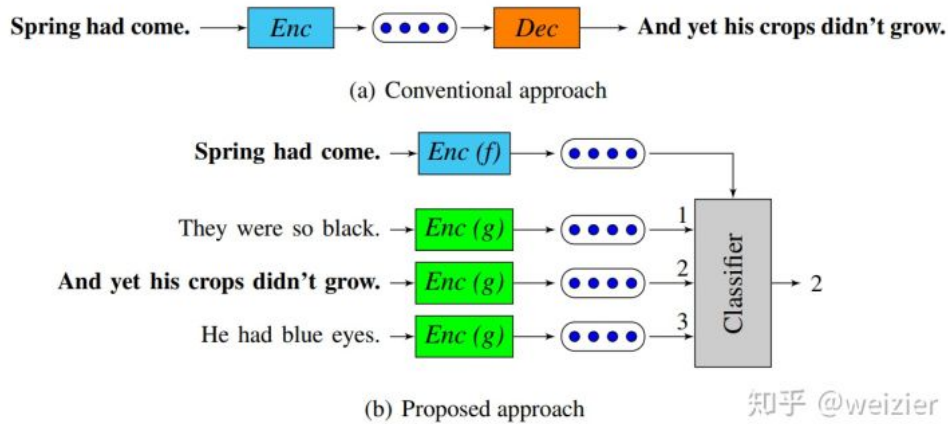 Spring had come. Enc Dec And yet his crops didn't grow.
(a) Conventional approach
Spring had come. Enc (f)
They were so black. Enc (g) 1
And yet his crops didn't grow. Enc (g) 2 Classifier 2
He had blue eyes. Enc (g) 3
(b) Proposed approach
知乎 @weizier